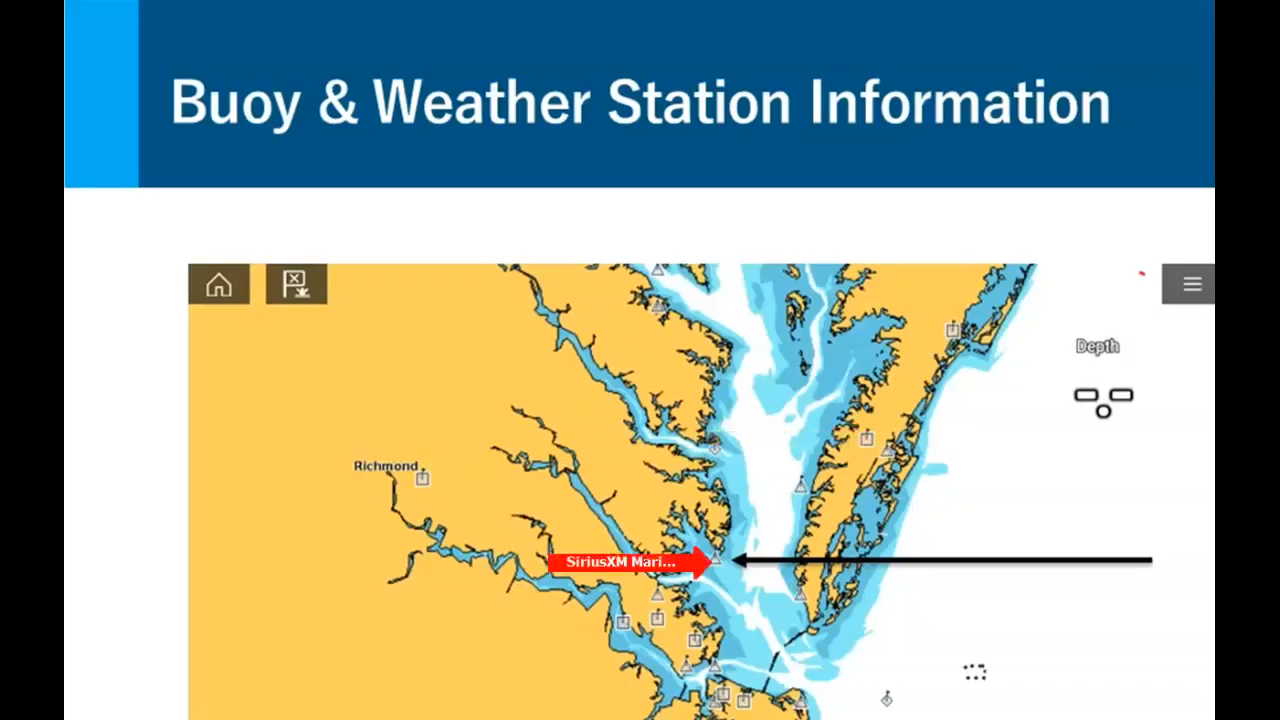 Buoy & Weather Station Information
Depth
Richmond
SiriusXM Mari...